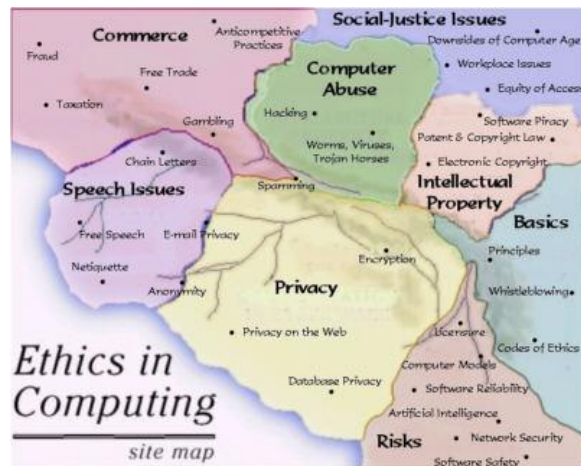 Social-Justice Issues
Commerce
Anticompetitive
Practices
Downsides of Computer Age
Fraud
Computer
Abuse
Workplace Issues
Free Trade
Equity of Access
Taxation
Hacking
Software Piracy
Gambling
Worms, Viruses,
Trojan Horses
Patent & Copyright Law
Chain Letters
Electronic Copyright
Speech Issues
Spamming
Intellectual
Property
Basics
Free Speech
E-mail Privacy
Principles
Encryption
Netiquette
Anonymity
Privacy
Whistleblowing
Privacy on the Web
Licensure
Codes of Ethics
Computer Models
Database Privacy
Software Reliability
Artificial Intelligence
Risks
Network Security
Software Safety
Ethics in
Computing
site map